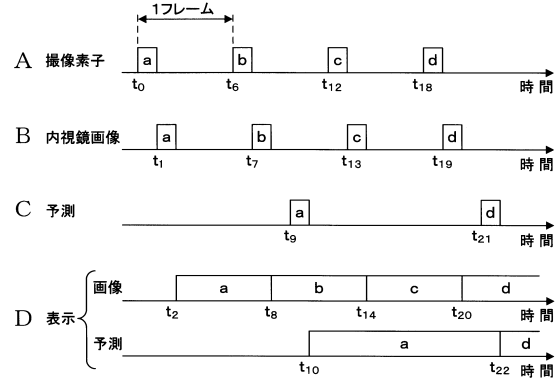 1フレーム
A 撮像素子 a b c d
t0 t6 t12 t18 時間
B 内視鏡画像 a b c d
t1 t7 t13 t19 時間
C 予測 a d
t9 t21 時間
D 表示
画像 a b c d
t2 t8 t14 t20 時間
予測 a d
t10 t22 時間